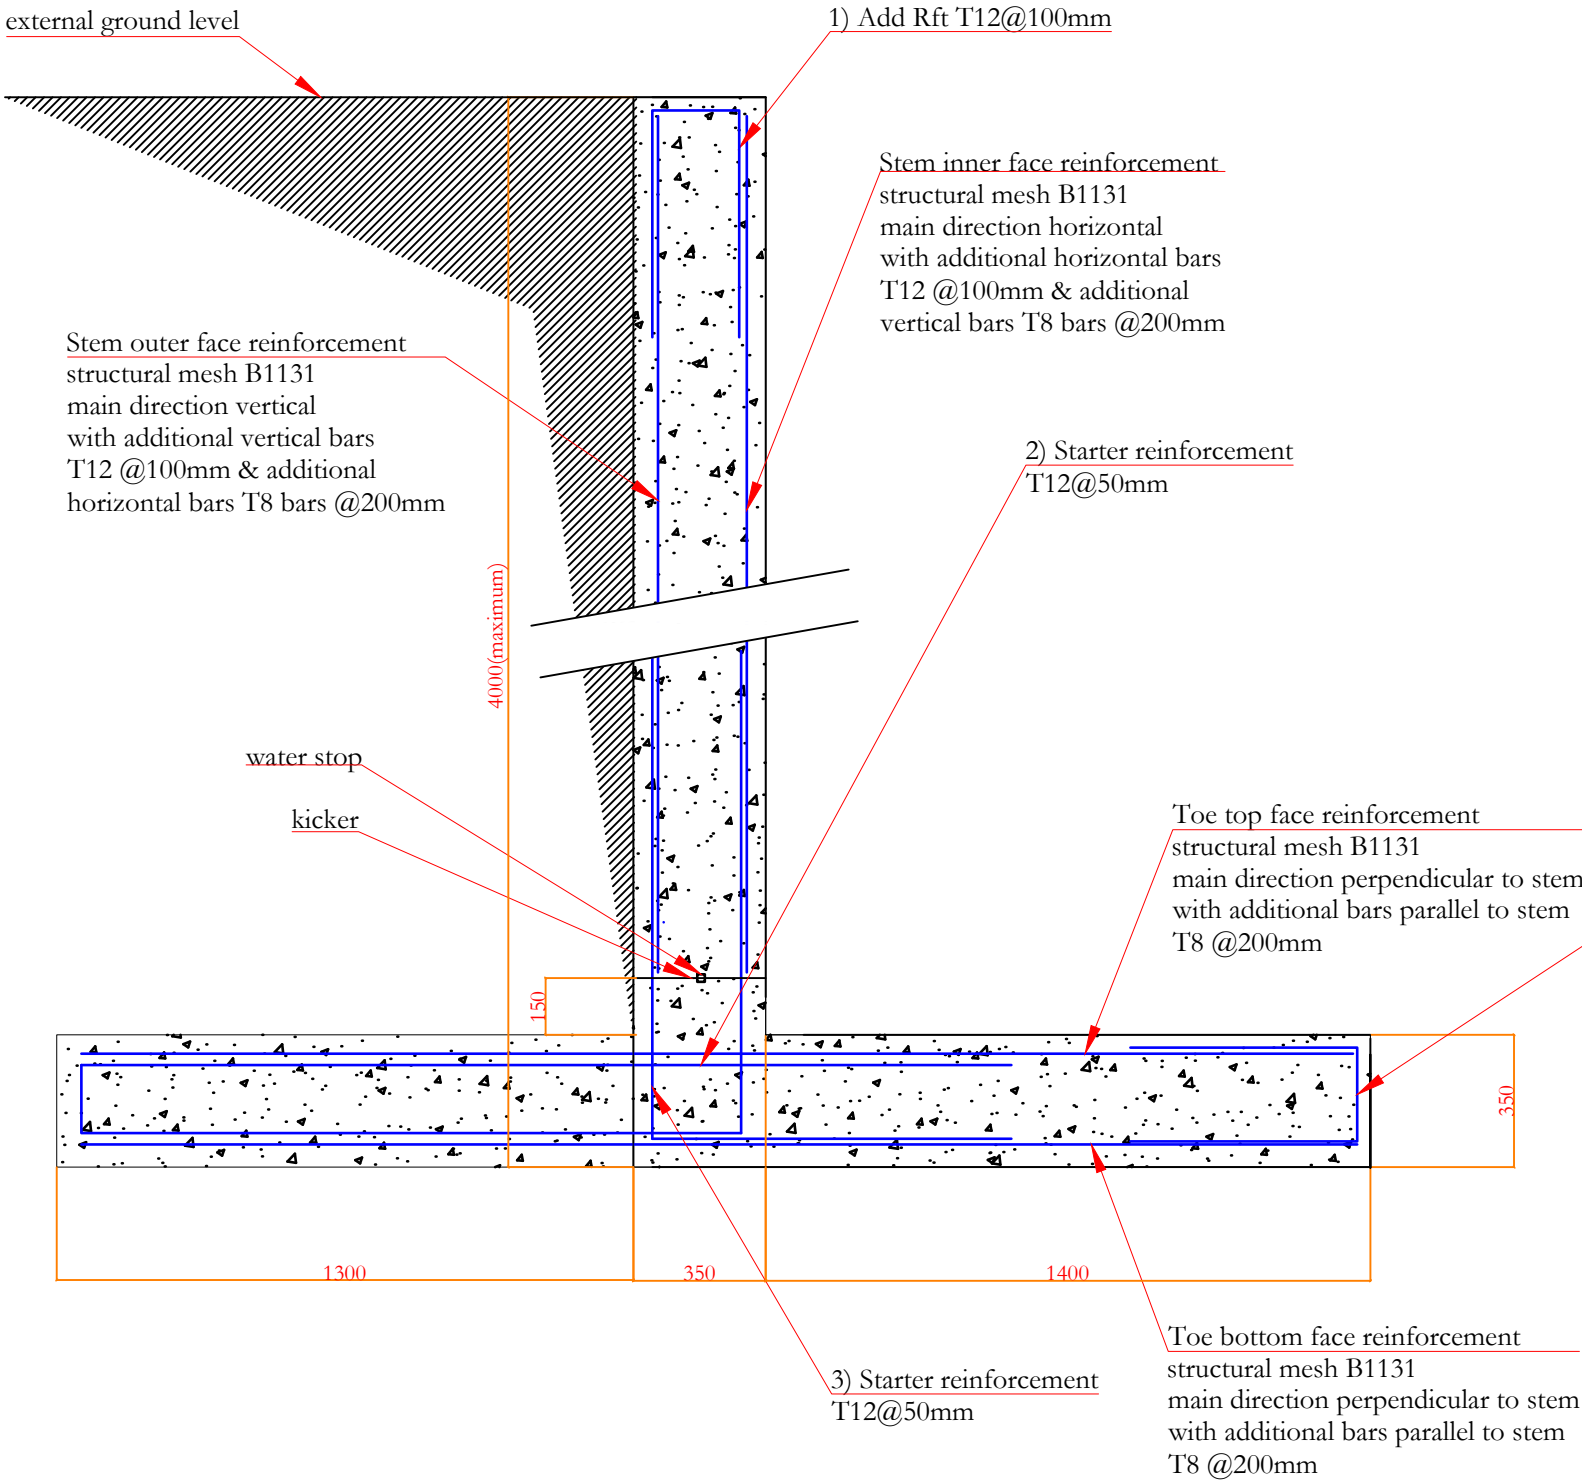 external ground level
1) Add Rft T12@100mm
Stem inner face reinforcement
structural mesh B1131
main direction horizontal
with additional horizontal bars
T12 @100mm & additional
vertical bars T8 bars @200mm
Stem outer face reinforcement
structural mesh B1131
main direction vertical
with additional vertical bars
T12 @100mm & additional
horizontal bars T8 bars @200mm
2) Starter reinforcement
T12@50mm
4000(maximum)
water stop
kicker
Toe top face reinforcement
structural mesh B1131
main direction perpendicular to stem
with additional bars parallel to stem
T8 @200mm
150
350
1300
350
1400
3) Starter reinforcement
T12@50mm
Toe bottom face reinforcement
structural mesh B1131
main direction perpendicular to stem
with additional bars parallel to stem
T8 @200mm